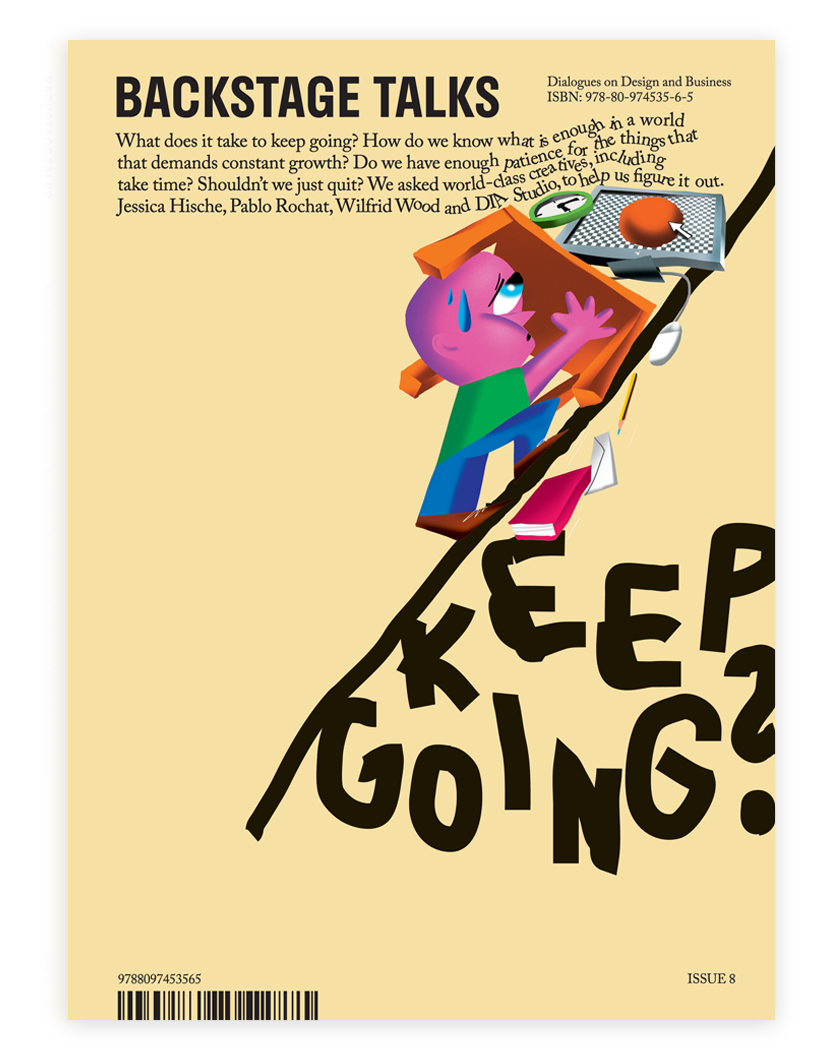 BACKSTAGE TALKS
Dialogues on Design and Business
ISBN: 978-80-974535-6-5
What does it take to keep going? How do we know what is enough in a world
that demands constant growth? Do we have enough patience for the things that
take time? Shouldn't we just quit? We asked world-class creatives, including
Jessica Hische, Pablo Rochat, Wilfrid Wood and DIA Studio, to help us figure it out.
KEEP
GOING?
9788097453565
ISSUE 8